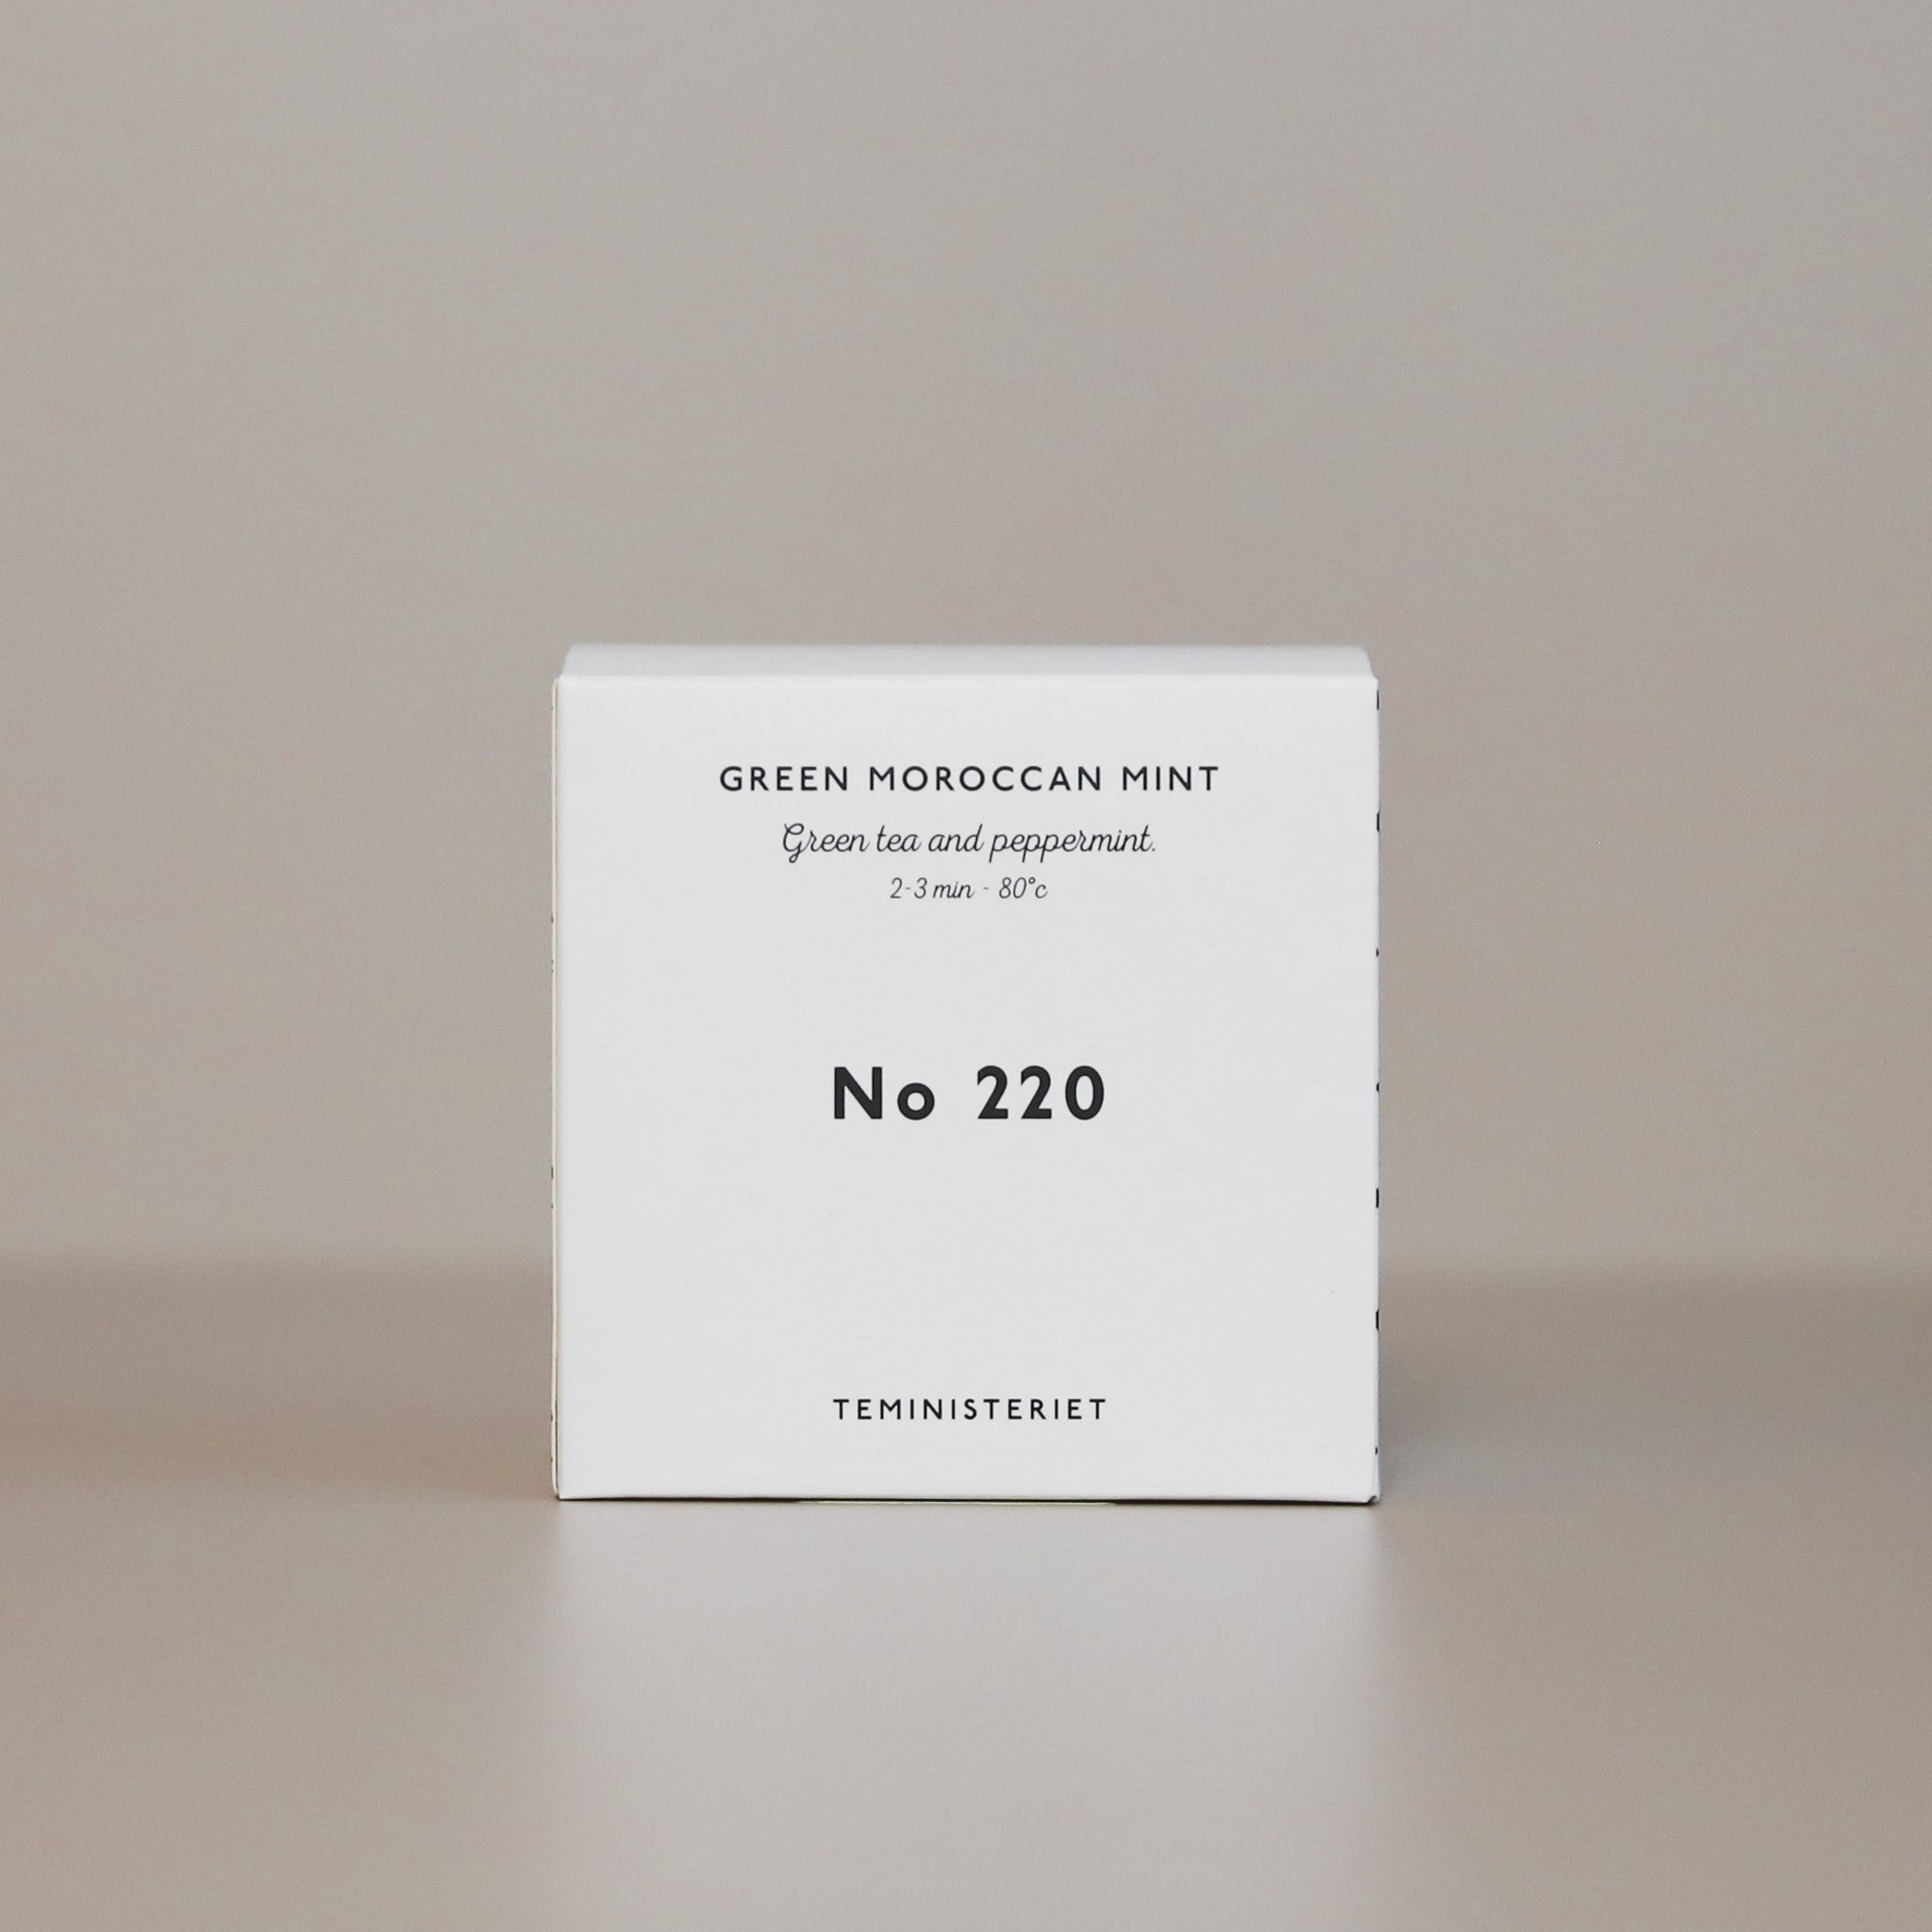 GREEN MOROCCAN MINT
Green tea and peppermint.
2-3 min - 80°c
No 220
TEMINISTERIET